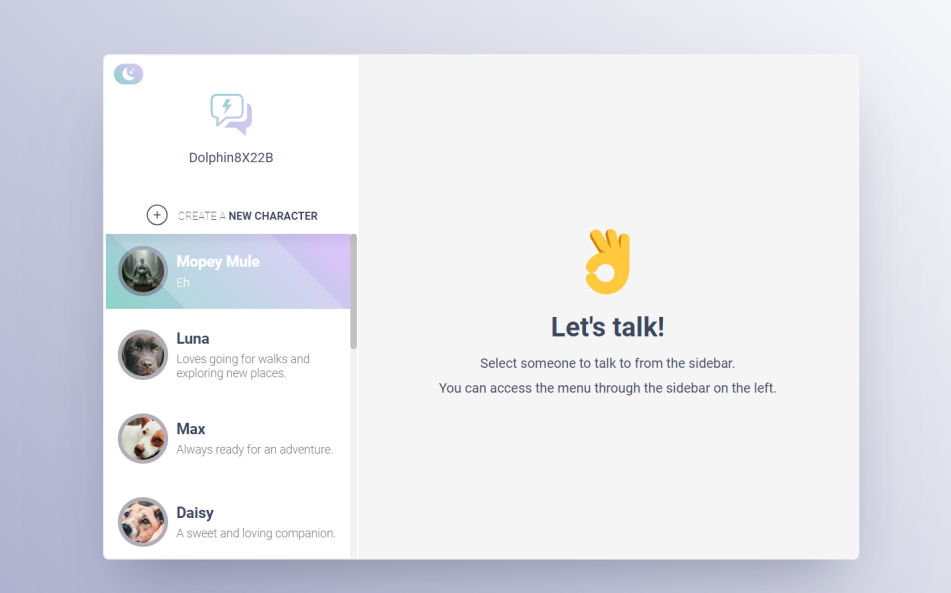 Dolphin8X22B
CREATE A NEW CHARACTER
Mopey Mule
Eh
Luna
Loves going for walks and
exploring new places.
Max
Always ready for an adventure.
Daisy
A sweet and loving companion.
Let's talk!
Select someone to talk to from the sidebar.
You can access the menu through the sidebar on the left.